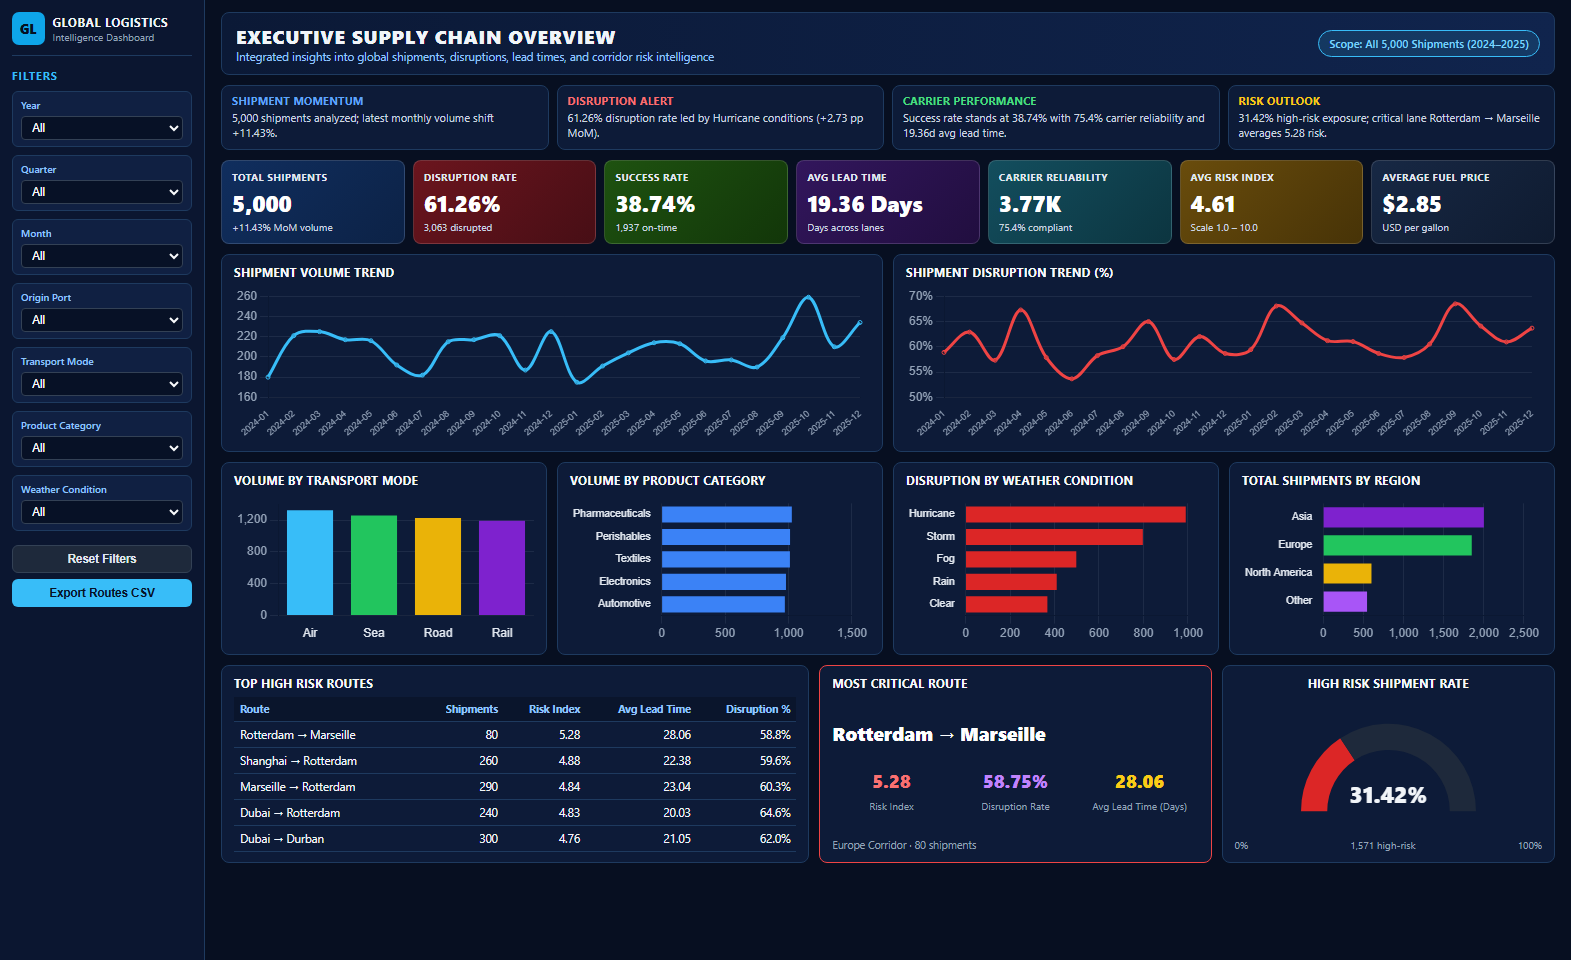 GL
GLOBAL LOGISTICS
Intelligence Dashboard
FILTERS
Year
All
Quarter
All
Month
All
Origin Port
All
Transport Mode
All
Product Category
All
Weather Condition
All
Reset Filters
Export Routes CSV
EXECUTIVE SUPPLY CHAIN OVERVIEW
Integrated insights into global shipments, disruptions, lead times, and corridor risk intelligence
Scope: All 5,000 Shipments (2024–2025)
SHIPMENT MOMENTUM
5,000 shipments analyzed; latest monthly volume shift
+11.43%.
DISRUPTION ALERT
61.26% disruption rate led by Hurricane conditions (+2.73 pp
MoM).
CARRIER PERFORMANCE
Success rate stands at 38.74% with 75.4% carrier reliability and
19.36d avg lead time.
RISK OUTLOOK
31.42% high-risk exposure; critical lane Rotterdam → Marseille
averages 5.28 risk.
TOTAL SHIPMENTS
5,000
+11.43% MoM volume
DISRUPTION RATE
61.26%
3,063 disrupted
SUCCESS RATE
38.74%
1,937 on-time
AVG LEAD TIME
19.36 Days
Days across lanes
CARRIER RELIABILITY
3.77K
75.4% compliant
AVG RISK INDEX
4.61
Scale 1.0 – 10.0
AVERAGE FUEL PRICE
$2.85
USD per gallon
SHIPMENT VOLUME TREND
260
240
220
200
180
160
2024-01 2024-02 2024-03 2024-04 2024-05 2024-06 2024-07 2024-08 2024-09 2024-10 2024-11 2024-12 2025-01 2025-02 2025-03 2025-04 2025-05 2025-06 2025-07 2025-08 2025-09 2025-10 2025-11 2025-12
SHIPMENT DISRUPTION TREND (%)
70%
65%
60%
55%
50%
2024-01 2024-02 2024-03 2024-04 2024-05 2024-06 2024-07 2024-08 2024-09 2024-10 2024-11 2024-12 2025-01 2025-02 2025-03 2025-04 2025-05 2025-06 2025-07 2025-08 2025-09 2025-10 2025-11 2025-12
VOLUME BY TRANSPORT MODE
1,200
800
400
0
Air Sea Road Rail
VOLUME BY PRODUCT CATEGORY
Pharmaceuticals
Perishables
Textiles
Electronics
Automotive
0 500 1,000 1,500
DISRUPTION BY WEATHER CONDITION
Hurricane
Storm
Fog
Rain
Clear
0 200 400 600 800 1,000
TOTAL SHIPMENTS BY REGION
Asia
Europe
North America
Other
0 500 1,000 1,500 2,000 2,500
TOP HIGH RISK ROUTES
Route Shipments Risk Index Avg Lead Time Disruption %
Rotterdam → Marseille 80 5.28 28.06 58.8%
Shanghai → Rotterdam 260 4.88 22.38 59.6%
Marseille → Rotterdam 290 4.84 23.04 60.3%
Dubai → Rotterdam 240 4.83 20.03 64.6%
Dubai → Durban 300 4.76 21.05 62.0%
MOST CRITICAL ROUTE
Rotterdam → Marseille
5.28 58.75% 28.06
Risk Index Disruption Rate Avg Lead Time (Days)
Europe Corridor · 80 shipments
HIGH RISK SHIPMENT RATE
31.42%
0% 1,571 high-risk 100%